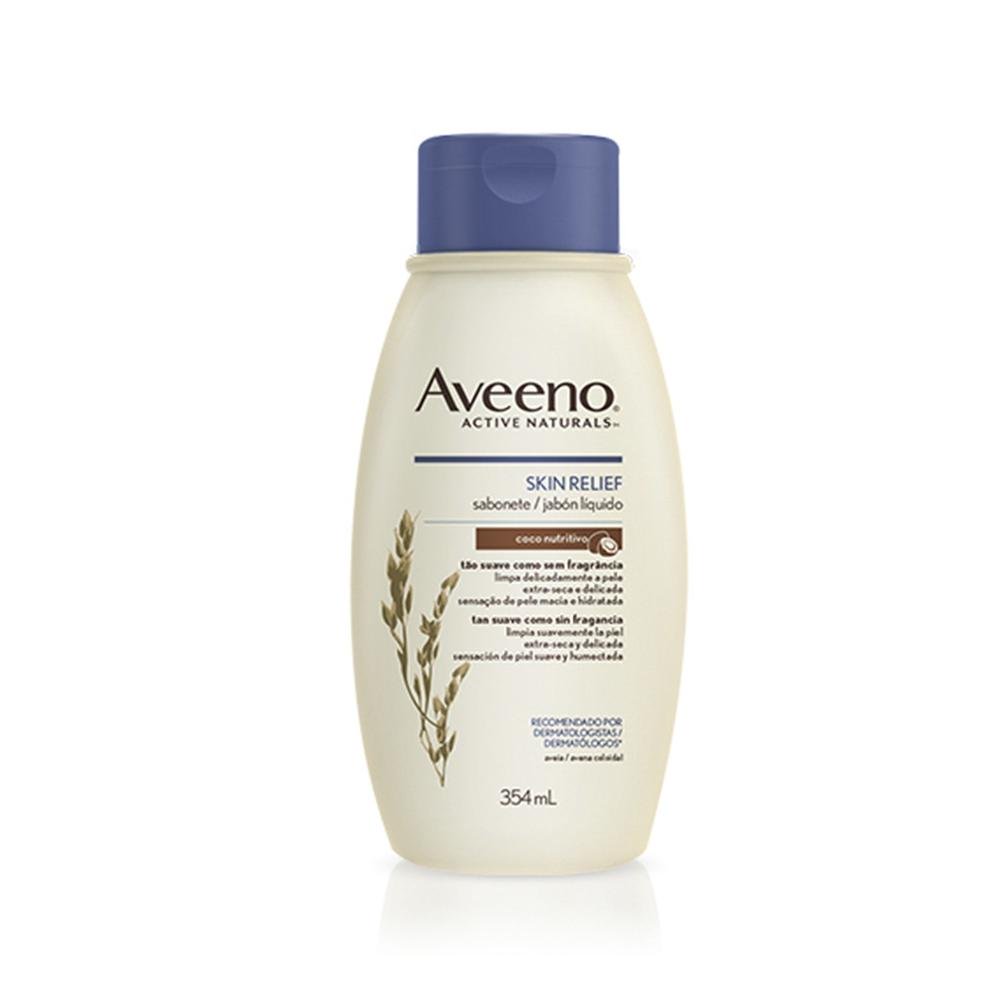 Aveeno®
ACTIVE NATURALS
SKIN RELIEF
sabonete / jabón líquido
coco nutritivo
tão suave como sem fragrância
limpa delicadamente a pele
extra-seca e delicada
sensação de pele macia e hidratada
tan suave como sin fragancia
limpia suavemente la piel
extra-seca y delicada
sensación de piel suave y humectada
RECOMENDADO POR
DERMATOLOGISTAS/
DERMATÓLOGOS*
aveia / avena coloidal
354 mL